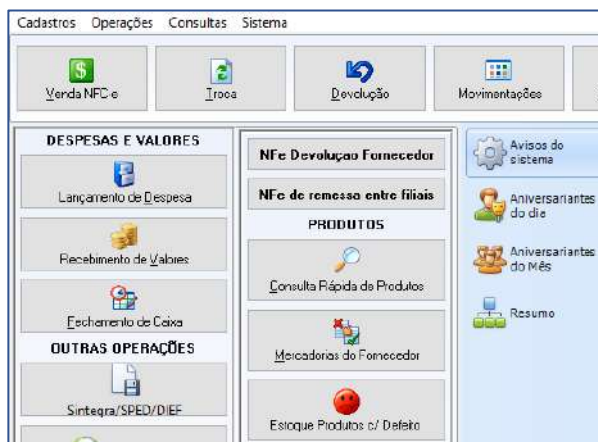 Cadastros Operações Consultas Sistema
Venda NFC-e
Troca
Devolução
Movimentações
DESPESAS E VALORES
Lançamento de Despesa
Recebimento de Valores
Fechamento de Caixa
OUTRAS OPERAÇÕES
Sintegra/SPED/DIEF
NFe Devoluçao Fornecedor
NFe de remessa entre filiais
PRODUTOS
Consulta Rápida de Produtos
Mercadorias do Fornecedor
Estoque Produtos c/ Defeito
Avisos do
sistema
Aniversariantes
do dia
Aniversariantes
do Mês
Resumo